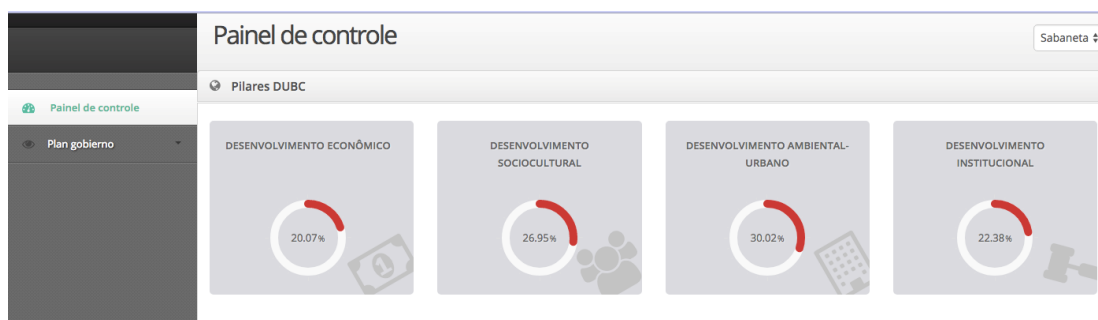 Painel de controle
Sabaneta
Pilares DUBC
Painel de controle
Plan gobierno
DESENVOLVIMENTO ECONÔMICO
20.07%
DESENVOLVIMENTO
SOCIOCULTURAL
26.95%
DESENVOLVIMENTO AMBIENTAL-
URBANO
30.02%
DESENVOLVIMENTO
INSTITUCIONAL
22.38%
1